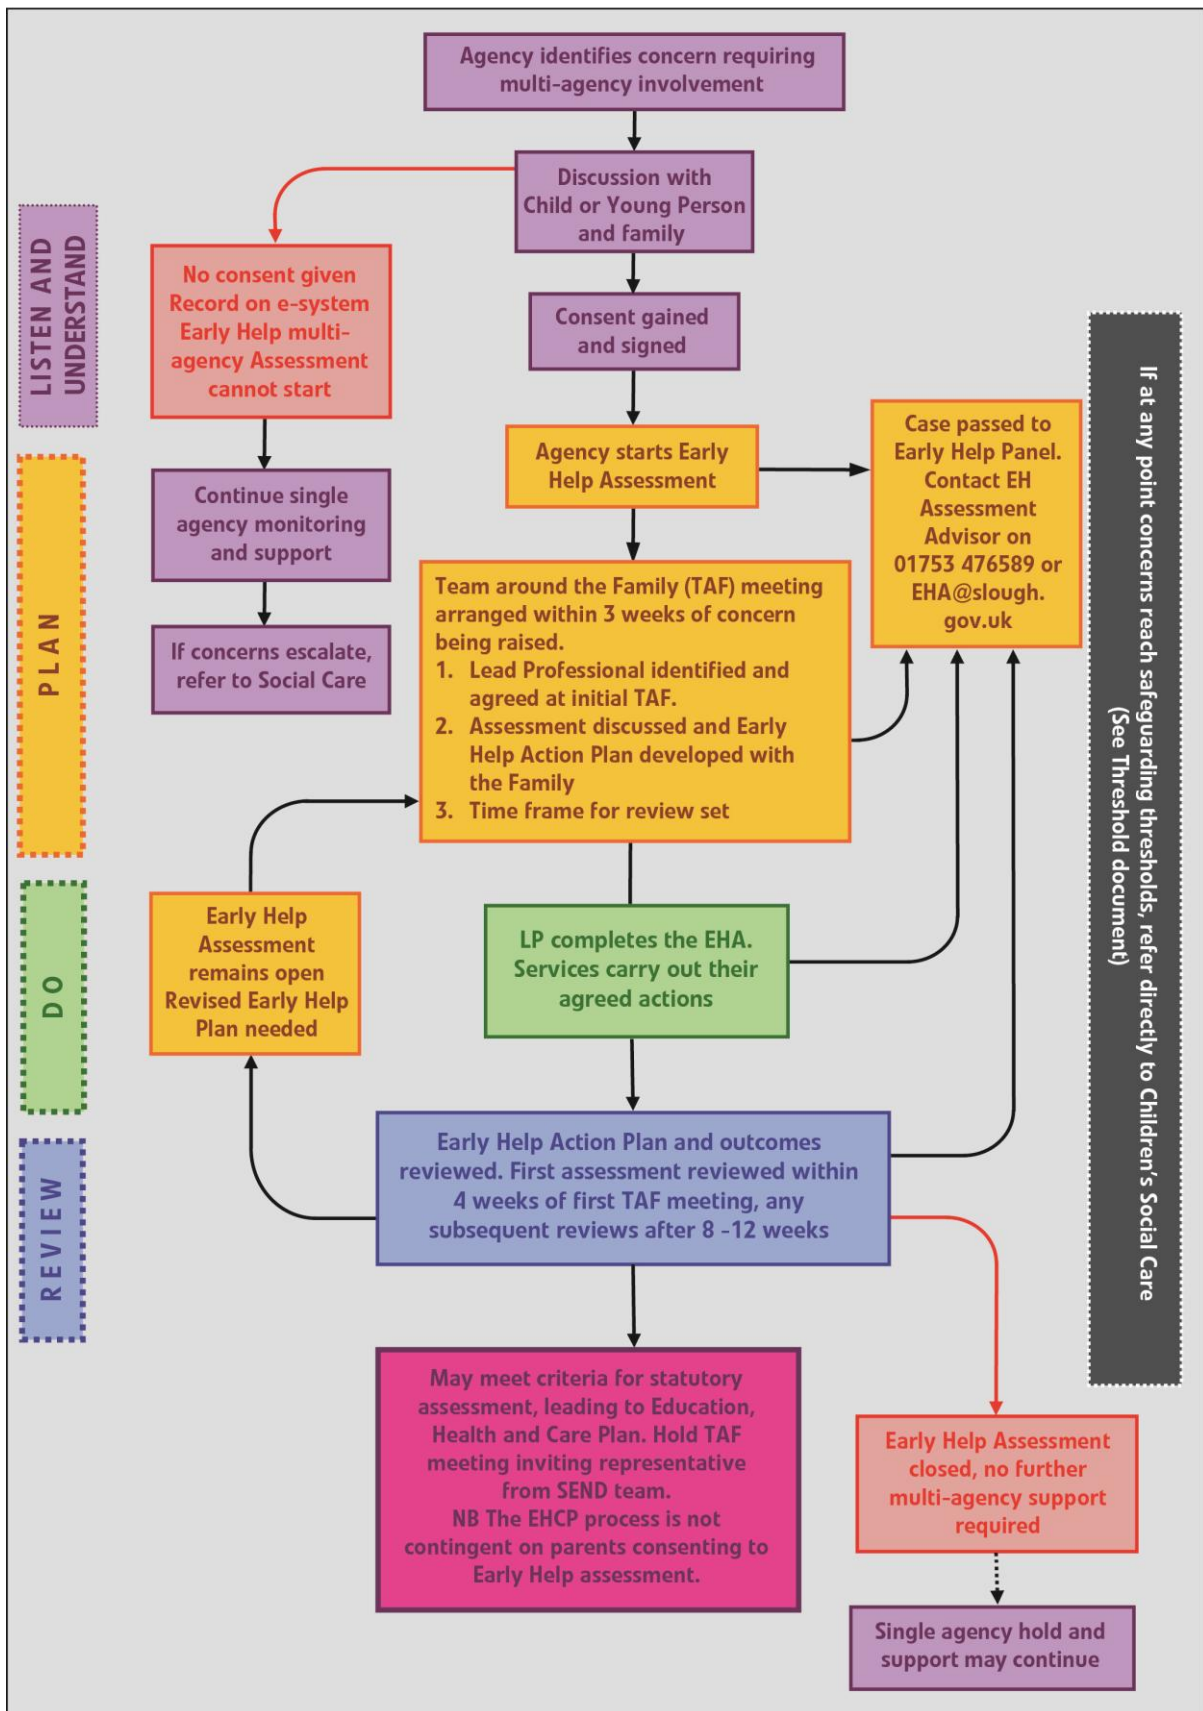 Agency identifies concern requiring
multi-agency involvement
Discussion with
Child or Young Person
and family
LISTEN AND
UNDERSTAND
No consent given
Record on e-system
Early Help multi-
agency Assessment
cannot start
Consent gained
and signed
If at any point concerns reach safeguarding thresholds, refer directly to Children's Social Care
(See Threshold document)
Case passed to
Early Help Panel.
Contact EH
Assessment
Advisor on
01753 476589 or
EHA@slough.
gov.uk
Agency starts Early
Help Assessment
PLAN
Continue single
agency monitoring
and support
Team around the Family (TAF) meeting
arranged within 3 weeks of concern
being raised.
1. Lead Professional identified and
agreed at initial TAF.
2. Assessment discussed and Early
Help Action Plan developed with
the Family
3. Time frame for review set
If concerns escalate,
refer to Social Care
DO
Early Help
Assessment
remains open
Revised Early Help
Plan needed
LP completes the EHA.
Services carry out their
agreed actions
REVIEW
Early Help Action Plan and outcomes
reviewed. First assessment reviewed within
4 weeks of first TAF meeting, any
subsequent reviews after 8 -12 weeks
May meet criteria for statutory
assessment, leading to Education,
Health and Care Plan. Hold TAF
meeting inviting representative
from SEND team.
NB The EHCP process is not
contingent on parents consenting to
Early Help assessment.
Early Help Assessment
closed, no further
multi-agency support
required
Single agency hold and
support may continue